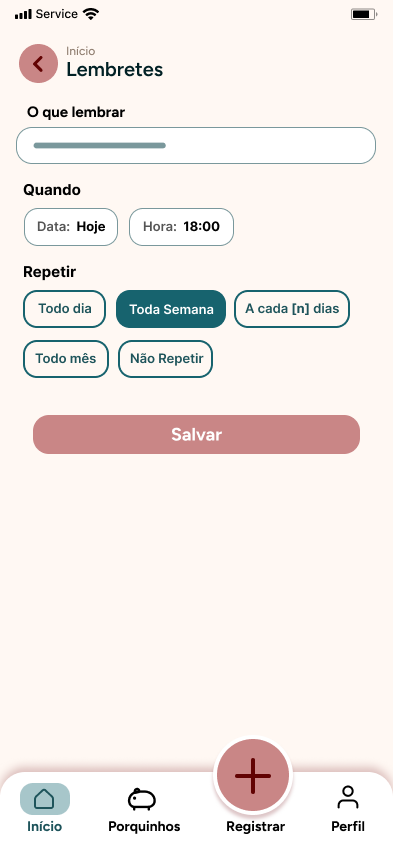 Service
Início
Lembretes
O que lembrar
Quando
Data: Hoje
Hora: 18:00
Repetir
Todo dia
Toda Semana
A cada [n] dias
Todo mês
Não Repetir
Salvar
Início
Porquinhos
Registrar
Perfil